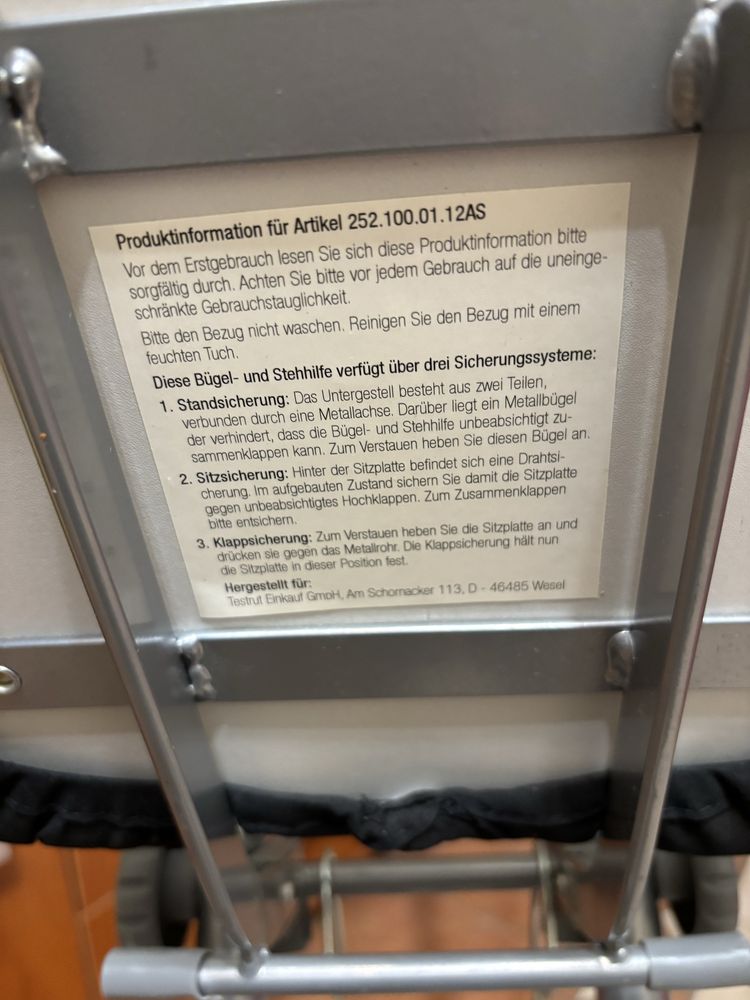 Produktinformation für Artikel 252.100.01.12AS
Vor dem Erstgebrauch lesen Sie sich diese Produktinformation bitte
sorgfältig durch. Achten Sie bitte vor jedem Gebrauch auf die uneinge-
schränkte Gebrauchstauglichkeit.
Bitte den Bezug nicht waschen. Reinigen Sie den Bezug mit einem
feuchten Tuch.
Diese Bügel- und Stehhilfe verfügt über drei Sicherungssysteme:
1. Standsicherung: Das Untergestell besteht aus zwei Teilen,
verbunden durch eine Metallachse. Darüber liegt ein Metallbügel
der verhindert, dass die Bügel- und Stehhilfe unbeabsichtigt zu-
sammenklappen kann. Zum Verstauen heben Sie diesen Bügel an.
2. Sitzsicherung: Hinter der Sitzplatte befindet sich eine Drahtsi-
cherung. Im aufgebauten Zustand sichern Sie damit die Sitzplatte
gegen unbeabsichtigtes Hochklappen. Zum Zusammenklappen
bitte entsichern.
3. Klappsicherung: Zum Verstauen heben Sie die Sitzplatte an und
drücken sie gegen das Metallrohr. Die Klappsicherung hält nun
die Sitzplatte in dieser Position fest.
Hergestellt für:
Testrut Einkauf GmbH, Am Schornacker 113, D - 46485 Wesel